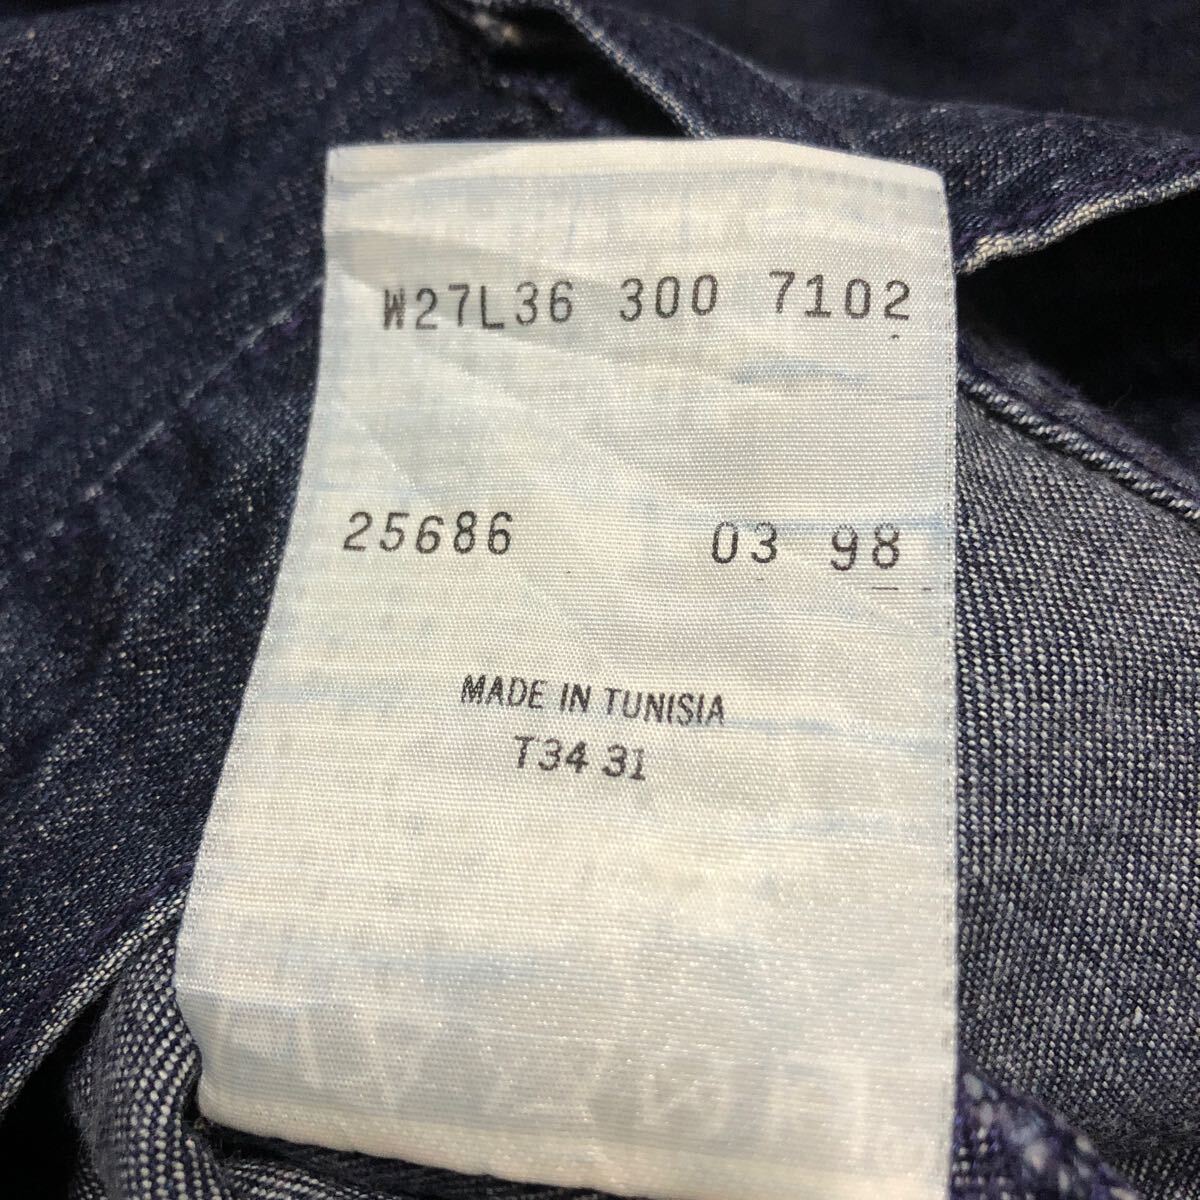 W27L36 300 7102
25686 03 98
MADE IN TUNISIA
T34 31